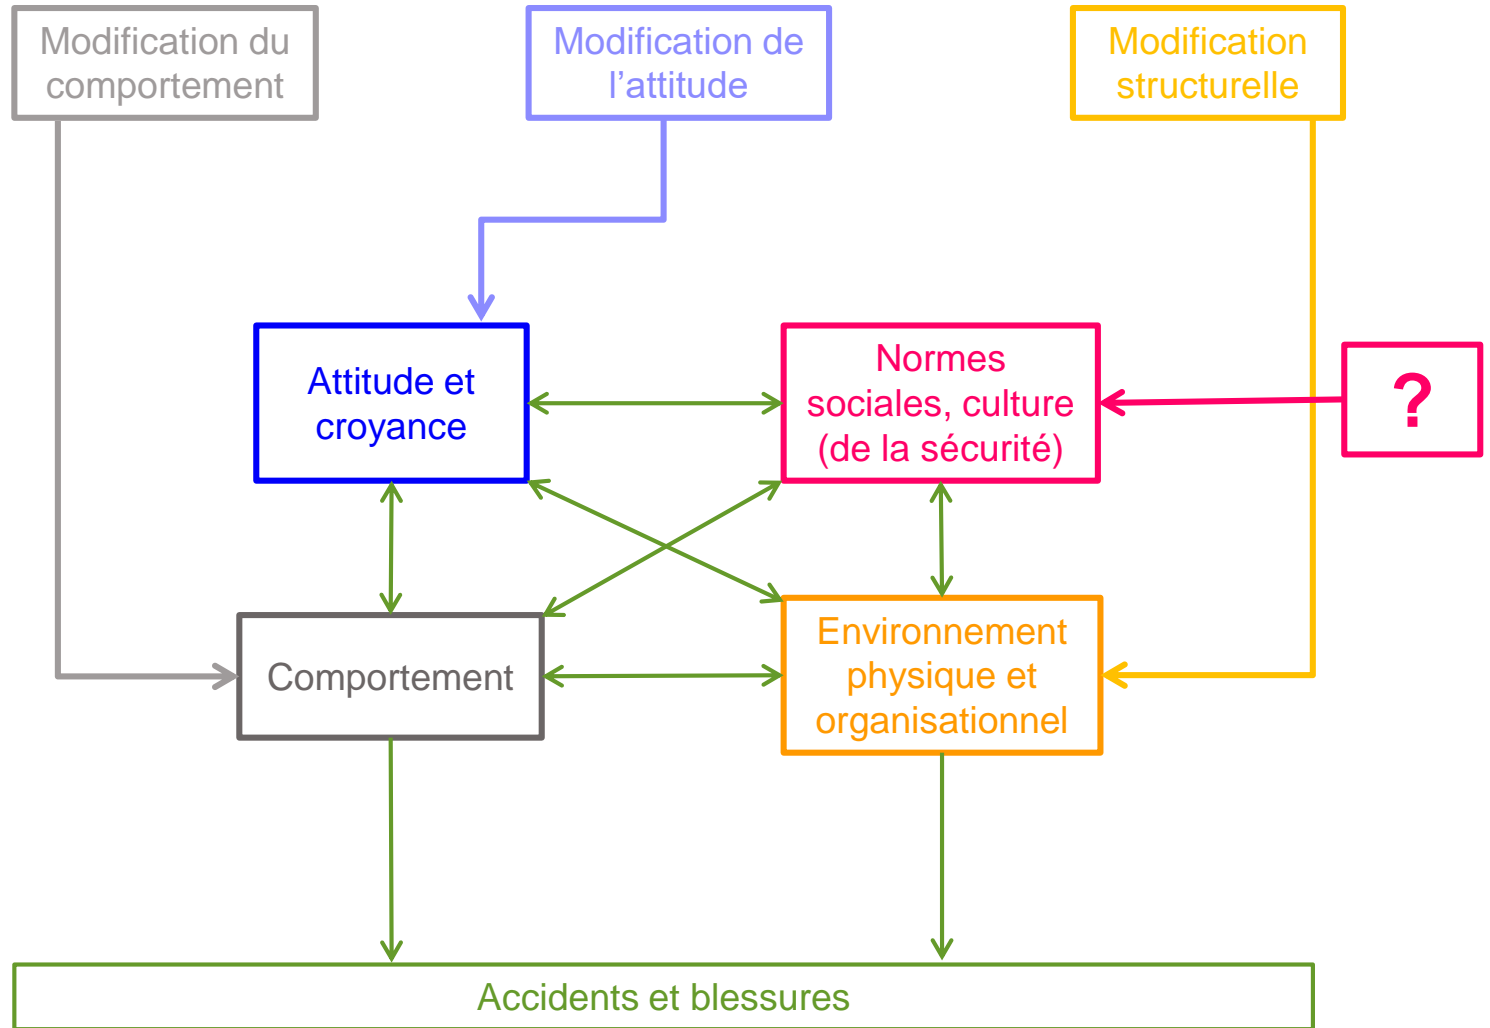 Modification du
comportement
Modification de
l’attitude
Modification
structurelle
Attitude et
croyance
Normes
sociales, culture
(de la sécurité)
?
Comportement
Environnement
physique et
organisationnel
Accidents et blessures